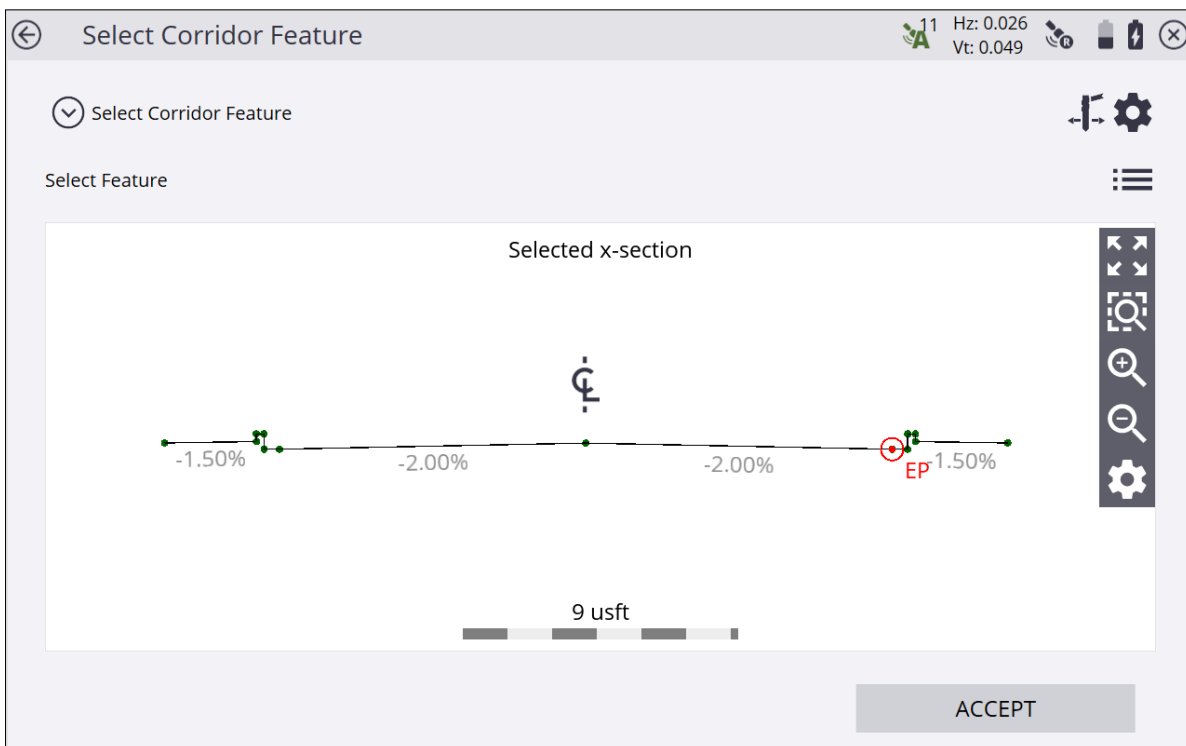 Select Corridor Feature
11
Hz: 0.026
Vt: 0.049
R
A
Select Corridor Feature
Select Feature
Selected x-section
℄
-1.50%
-2.00%
-2.00%
EP
-1.50%
9 usft
ACCEPT